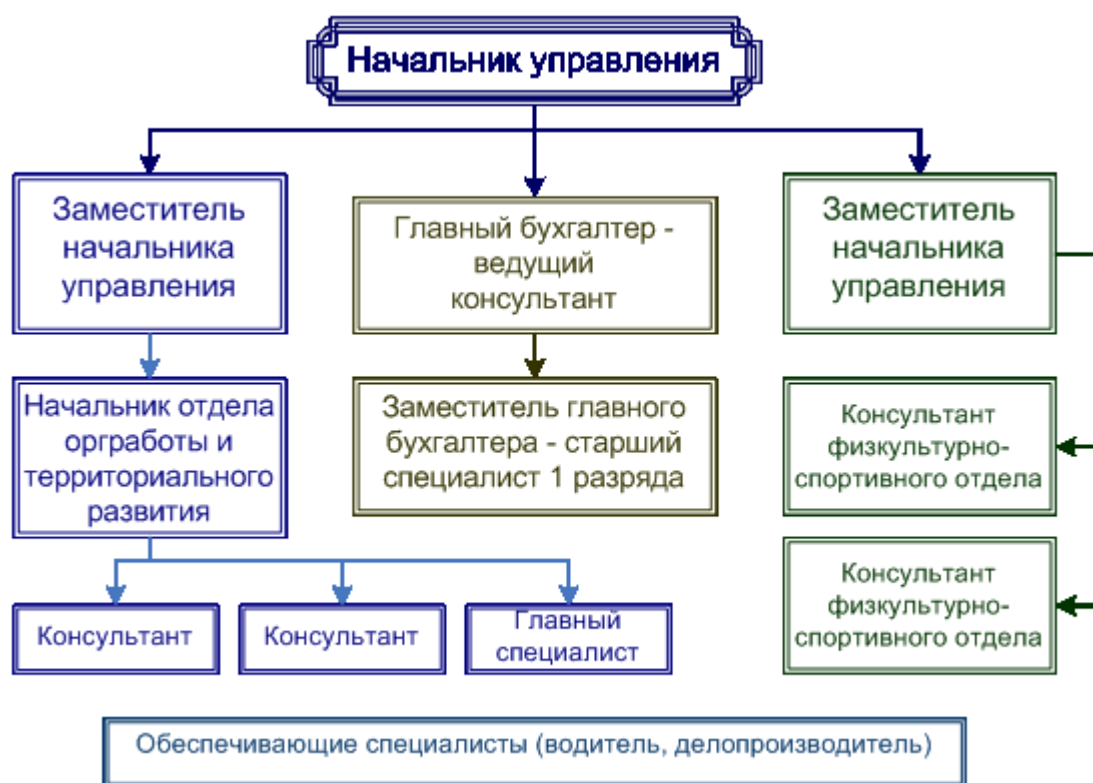 Начальник управления
Заместитель
начальника
управления
Главный бухгалтер -
ведущий
консультант
Заместитель
начальника
управления
Начальник отдела
оргработы и
территориального
развития
Заместитель главного
бухгалтера - старший
специалист 1 разряда
Консультант
физкультурно-
спортивного отдела
Консультант
физкультурно-
спортивного отдела
Консультант
Консультант
Главный
специалист
Обеспечивающие специалисты (водитель, делопроизводитель)